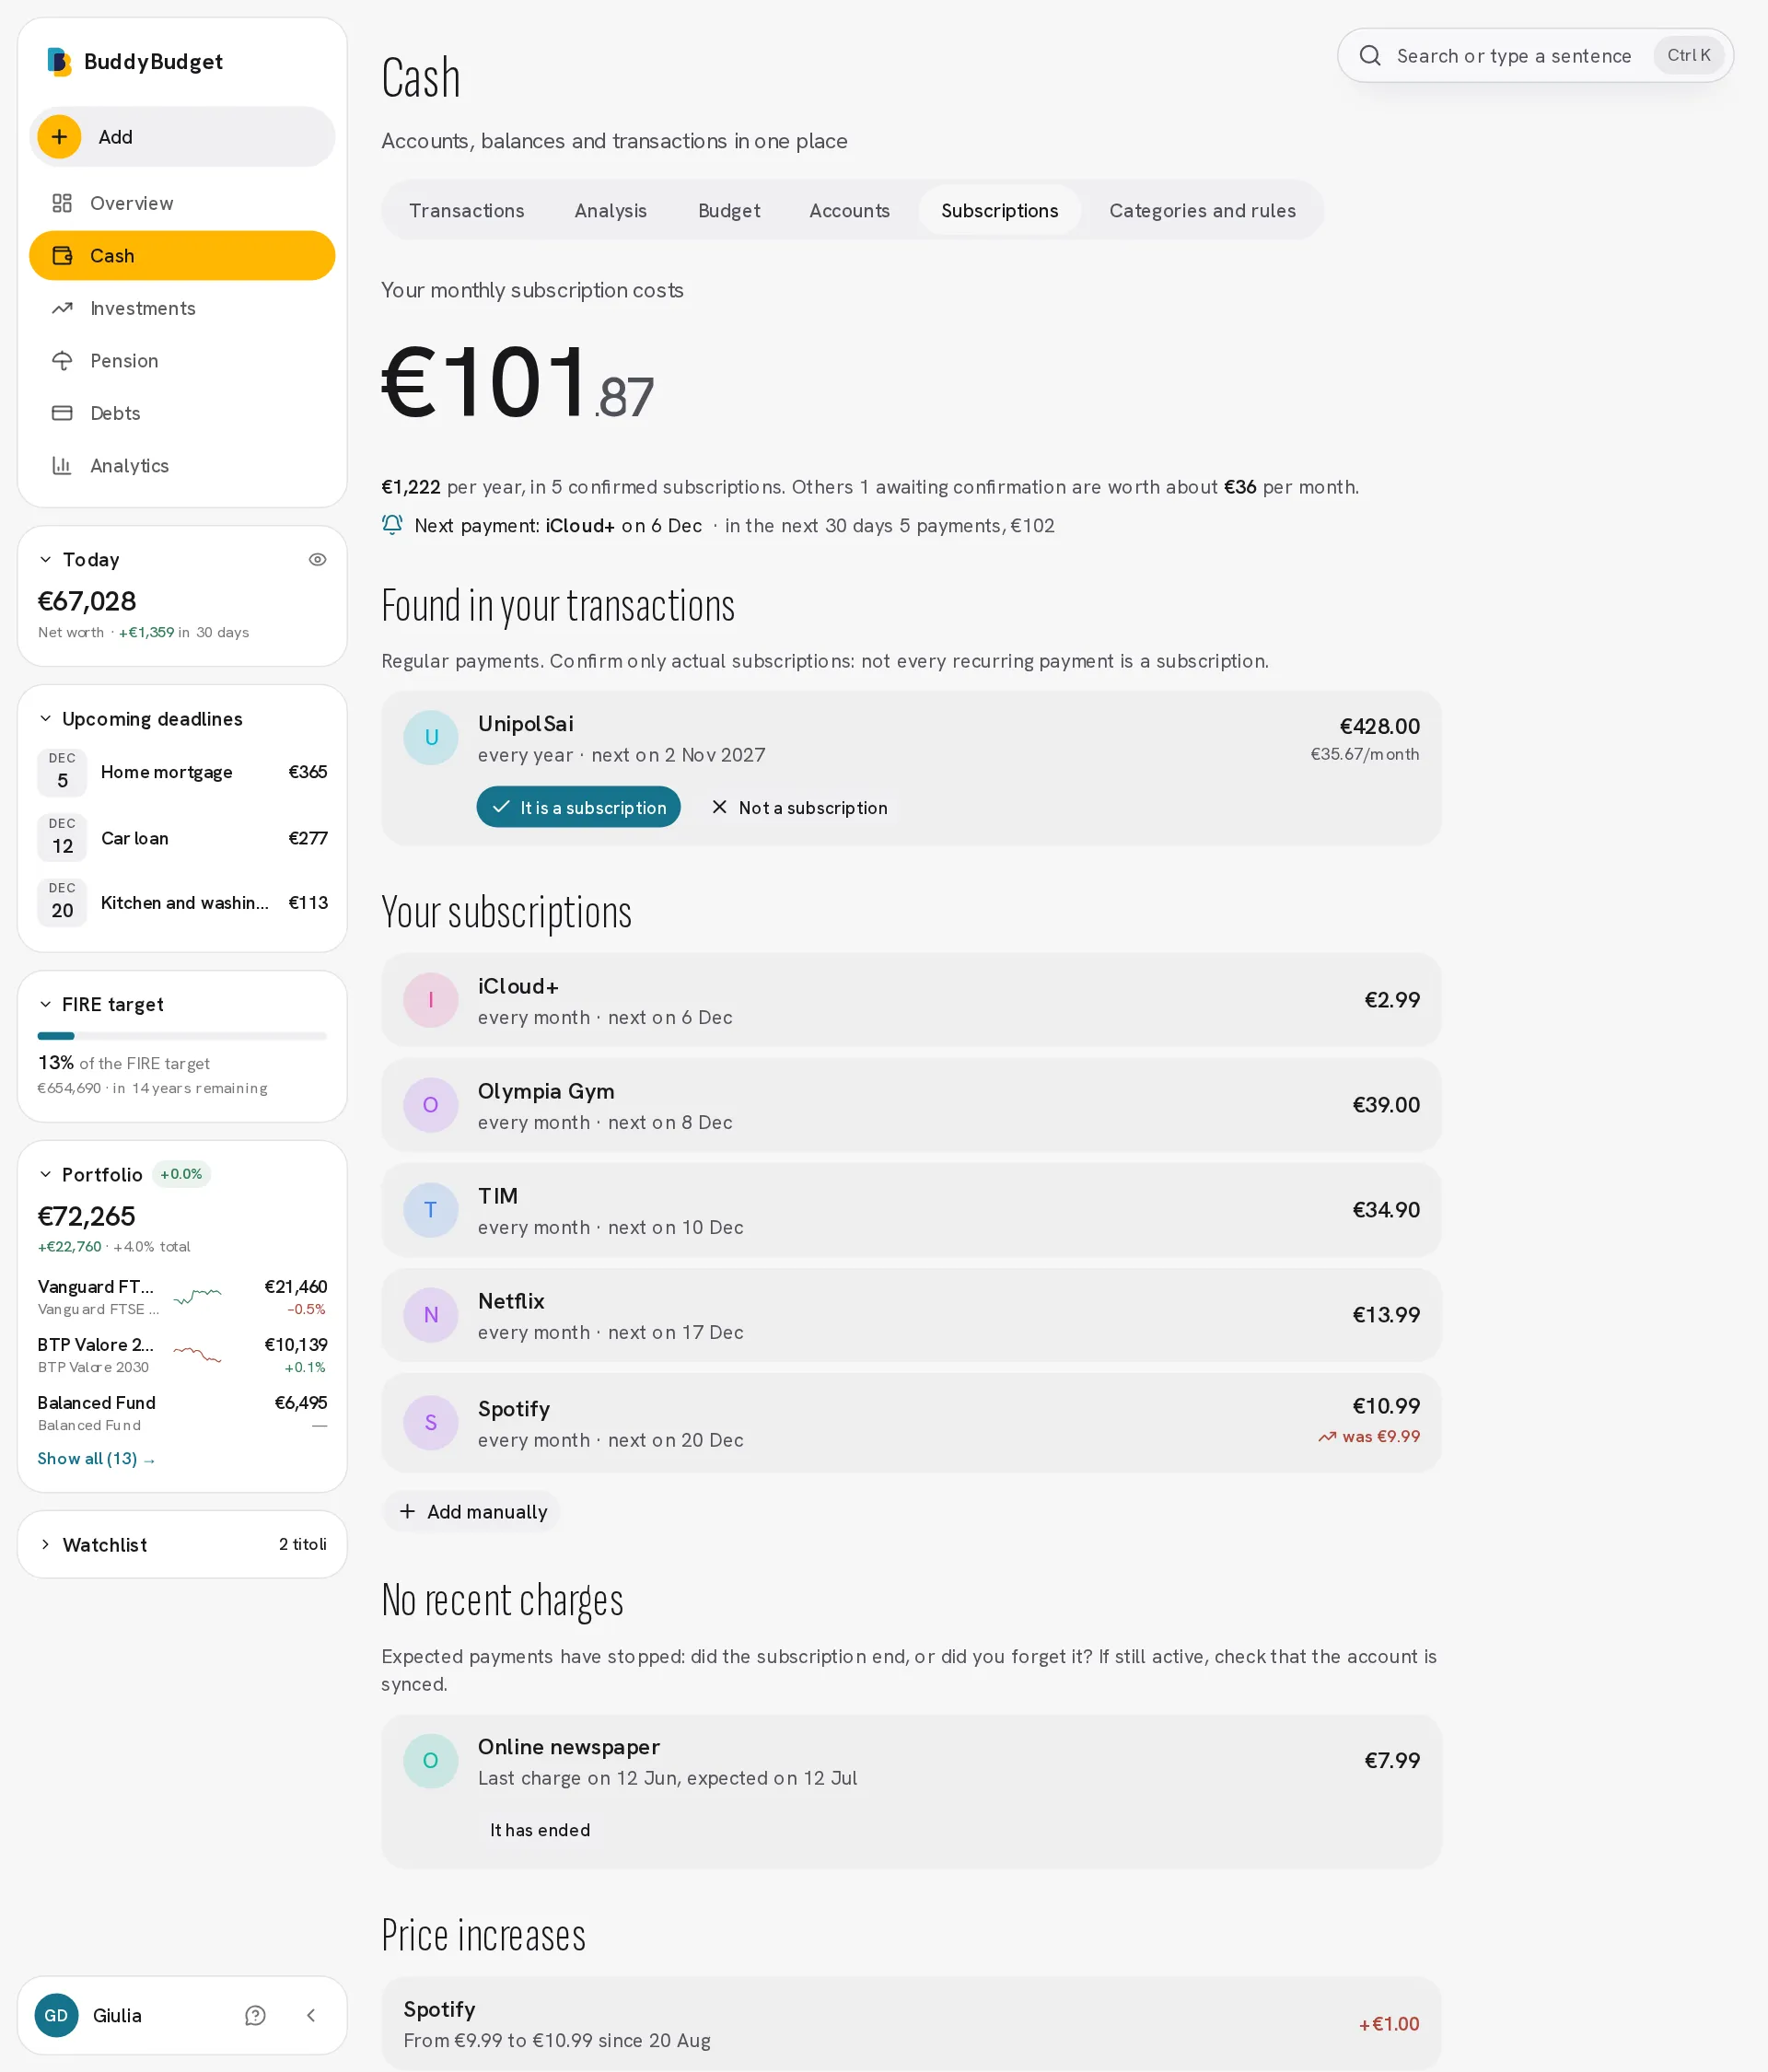 BuddyBudget
Add
Overview
Cash
Investments
Pension
Debts
Analytics
Today
€67,028
Net worth · +€1,359 in 30 days
Upcoming deadlines
DEC
5
Home mortgage
€365
DEC
12
Car loan
€277
DEC
20
Kitchen and washin...
€113
FIRE target
13% of the FIRE target
€654,690 · in 14 years remaining
Portfolio
+0.0%
€72,265
+€22,760 · +4.0% total
Vanguard FT...
€21,460
Vanguard FTSE ...
-0.5%
BTP Valore 2...
€10,139
BTP Valore 2030
+0.1%
Balanced Fund
€6,495
Balanced Fund
—
Show all (13) →
Watchlist
2 titoli
GD
Giulia
Cash
Search or type a sentence
Ctrl K
Accounts, balances and transactions in one place
Transactions
Analysis
Budget
Accounts
Subscriptions
Categories and rules
Your monthly subscription costs
€101.87
€1,222 per year, in 5 confirmed subscriptions. Others 1 awaiting confirmation are worth about €36 per month.
Next payment: iCloud+ on 6 Dec · in the next 30 days 5 payments, €102
Found in your transactions
Regular payments. Confirm only actual subscriptions: not every recurring payment is a subscription.
U
UnipolSai
€428.00
every year · next on 2 Nov 2027
€35.67/month
It is a subscription
Not a subscription
Your subscriptions
I
iCloud+
every month · next on 6 Dec
€2.99
O
Olympia Gym
every month · next on 8 Dec
€39.00
T
TIM
every month · next on 10 Dec
€34.90
N
Netflix
every month · next on 17 Dec
€13.99
S
Spotify
every month · next on 20 Dec
€10.99
was €9.99
Add manually
No recent charges
Expected payments have stopped: did the subscription end, or did you forget it? If still active, check that the account is
synced.
O
Online newspaper
Last charge on 12 Jun, expected on 12 Jul
€7.99
It has ended
Price increases
Spotify
From €9.99 to €10.99 since 20 Aug
+€1.00